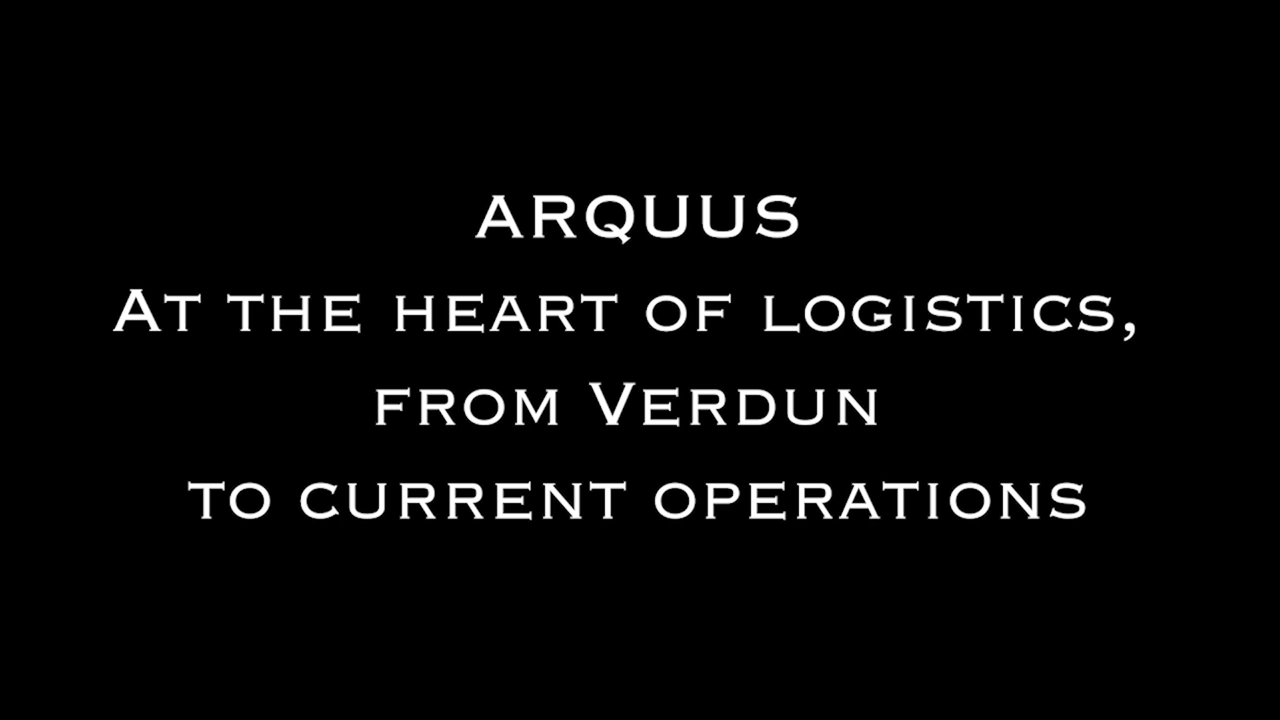 ARQUUS
At the heart of logistics,
from Verdun
to current operations